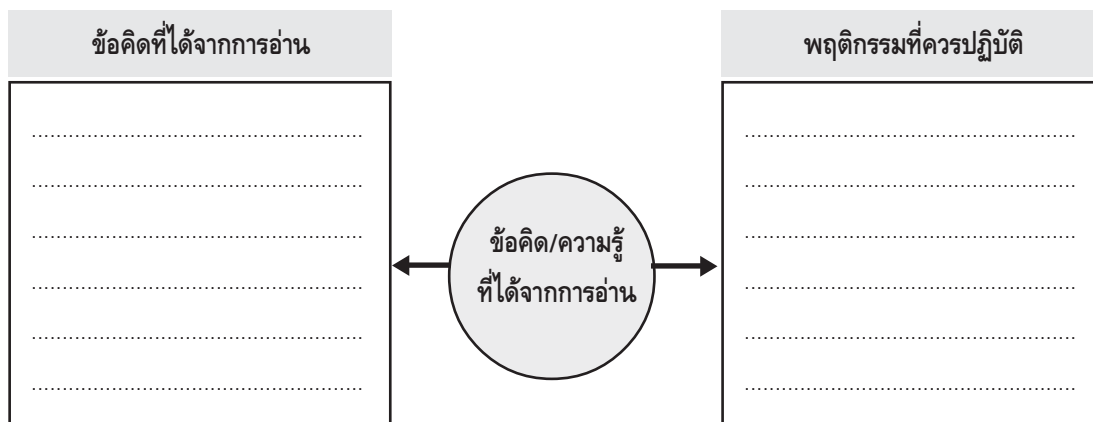 ข้อคิดที่ได้จากการอ่าน
พฤติกรรมที่ควรปฏิบัติ
ข้อคิด/ความรู้
ที่ได้จากการอ่าน